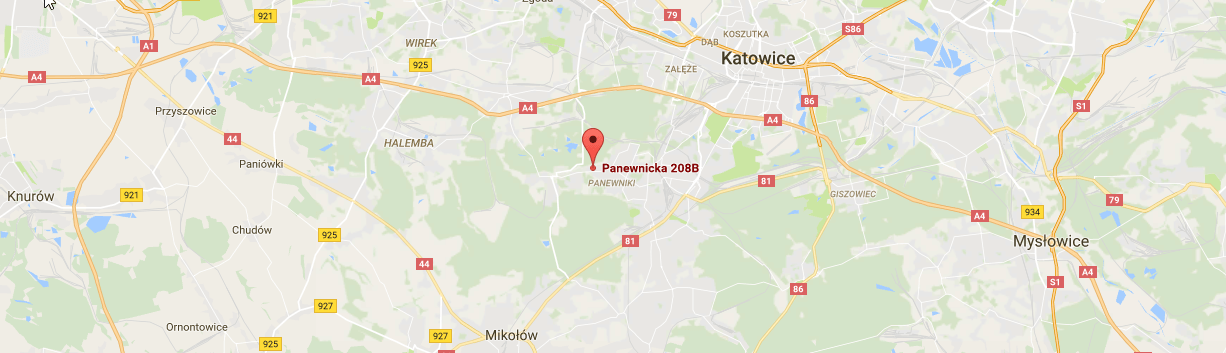 Zgoda
921
79
KOSZUTKA
S86
DĄB
A1
WIREK
925
ZAŁĘŻE
Katowice
A4
A4
86
S1
A4
Przyszowice
A4
44
HALEMBA
Paniówki
Panewnicka 208B
PANEWNIKI
81
GISZOWIEC
Knurów
921
79
A4
934
Chudów
925
81
Mysłowice
44
A4
S1
86
927
Ornontowice
927
Mikołów
925